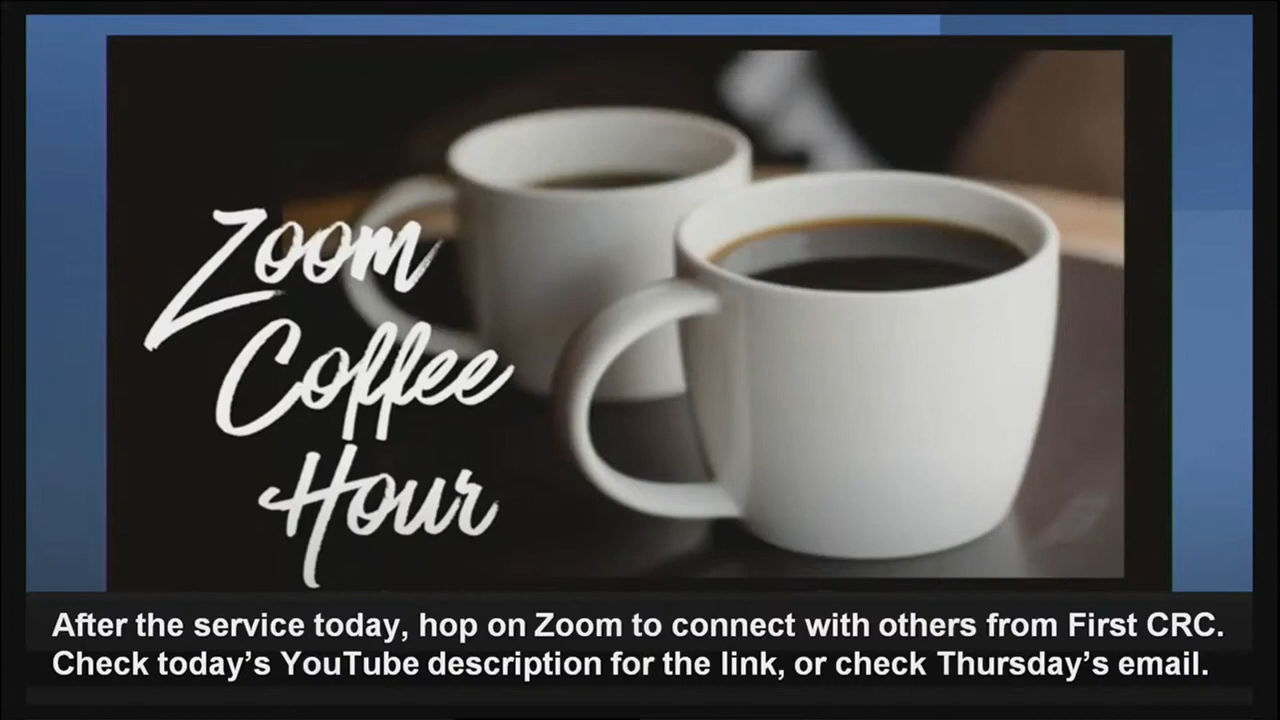 Zoom
Coffee
Hour
After the service today, hop on Zoom to connect with others from First CRC.
Check today’s YouTube description for the link, or check Thursday’s email.